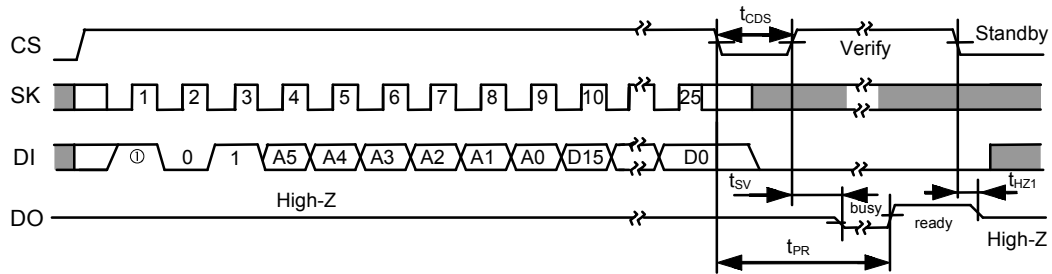 CS tCDS Verify Standby
SK 1 2 3 4 5 6 7 8 9 10 25
DI ① 0 1 A5 A4 A3 A2 A1 A0 D15 D0
tSV tHZ1
DO High-Z busy ready High-Z
tPR